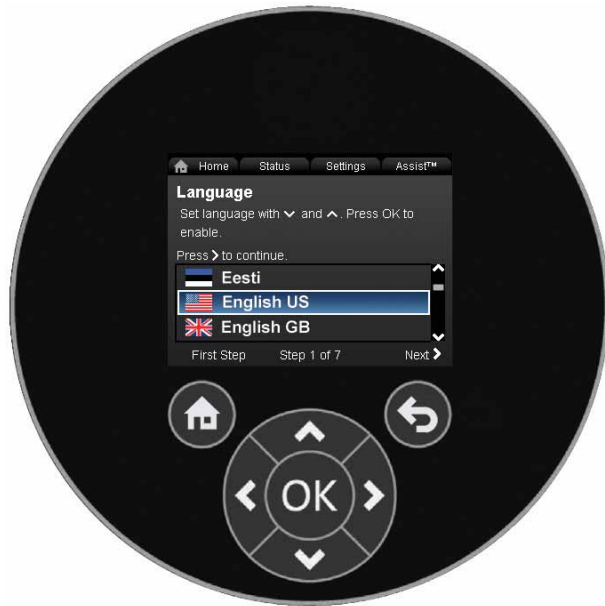 Home Status Settings Assist™
Language
Set language with and . Press OK to
enable.
Press to continue.
Eesti
English US
English GB
First Step Step 1 of 7 Next
OK